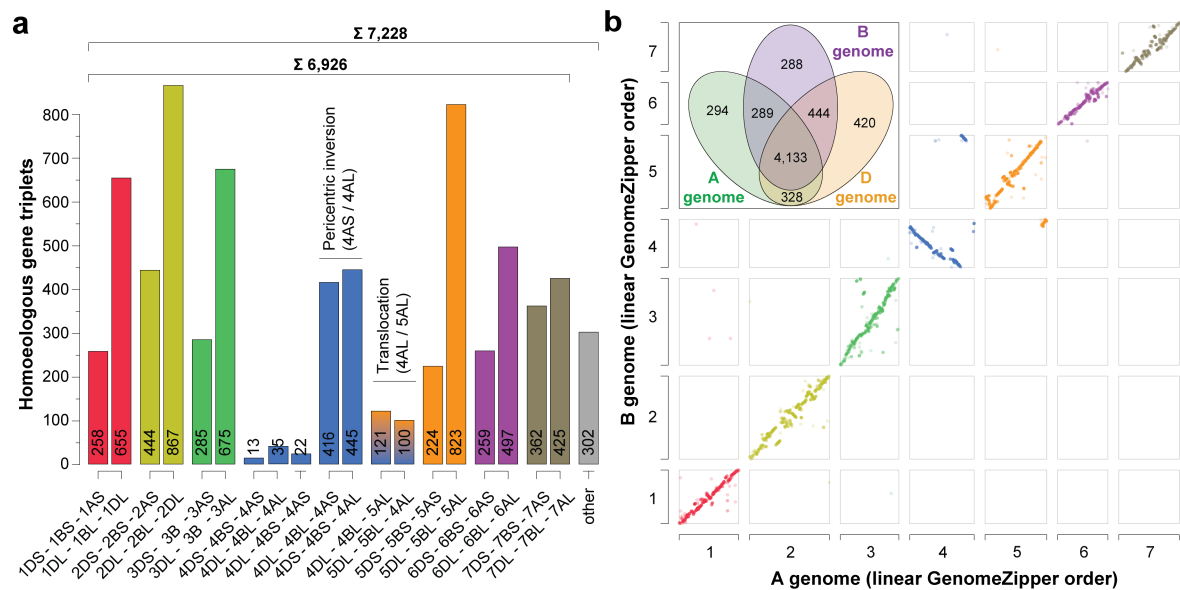 a
Σ 7,228
Σ 6,926
Homoeologous gene triplets
800
700
600
500
400
300
200
100
0
258
655
444
867
285
675
13
35
22
416
445
121
100
224
823
259
497
362
425
302
Pericentric inversion
(4AS / 4AL)
Translocation
(4AL / 5AL)
1DS - 1BS - 1AS
1DL - 1BL - 1DL
2DS - 2BS - 2AS
2DL - 2BL - 2DL
3DS - 3B - 3AS
3DL - 3B - 3AL
4DS - 4BS - 4AS
4DL - 4BL - 4AL
4DL - 4BS - 4AS
4DL - 4BL - 4AS
4DS - 4BS - 4AL
4DL - 4BL - 5AL
5DL - 5BL - 4AL
5DS - 5BS - 5AS
5DL - 5BL - 5AL
6DS - 6BS - 6AS
6DL - 6BL - 6AL
7DS - 7BS - 7AS
7DL - 7BL - 7AL
other
b
B genome (linear GenomeZipper order)
7
6
5
4
3
2
1
B
genome
288
294
289
444
420
4,133
A
genome
D
genome
328
1
2
3
4
5
6
7
A genome (linear GenomeZipper order)